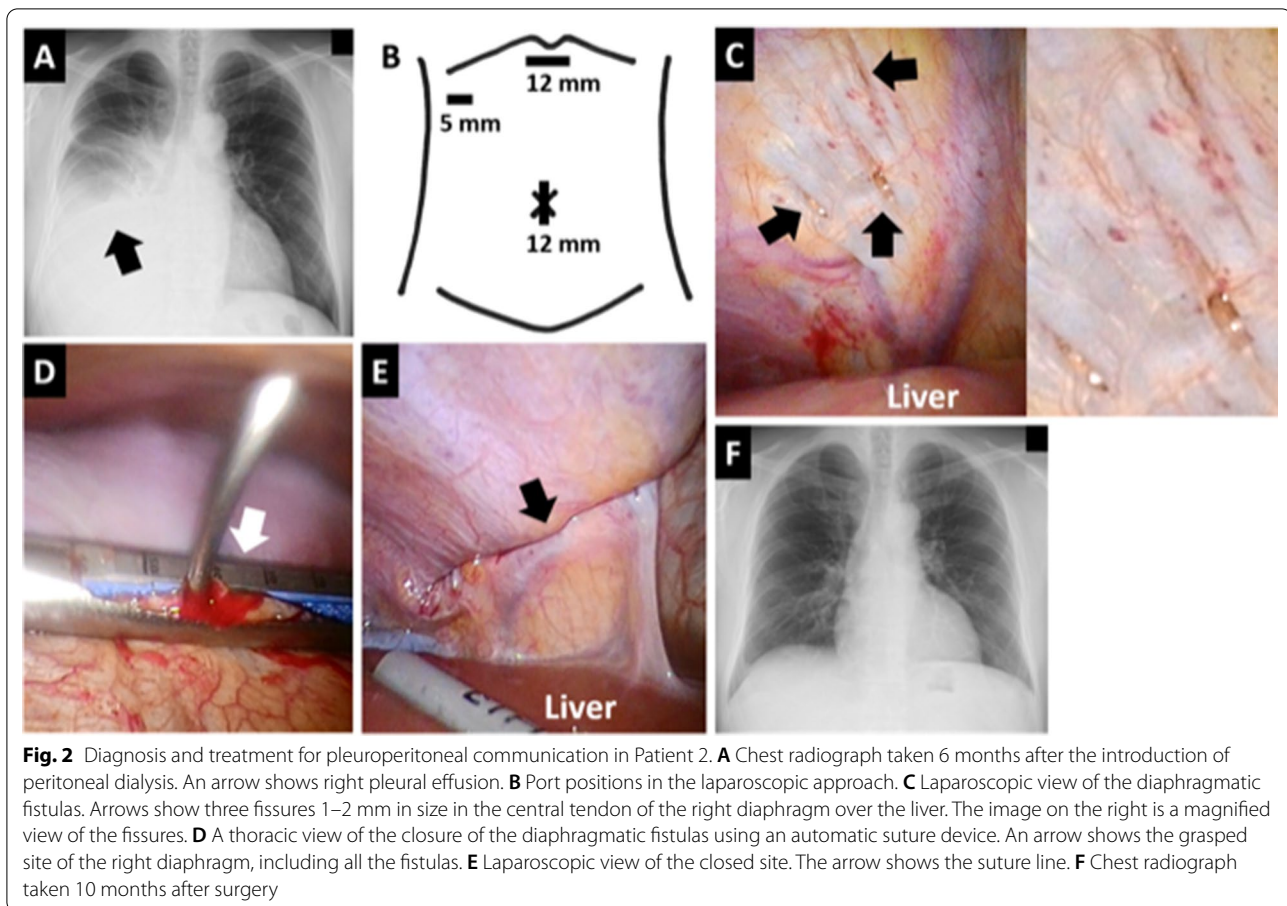 A
B
12 mm
5 mm
12 mm
C
Liver
D
E
Liver
F
Fig. 2 Diagnosis and treatment for pleuroperitoneal communication in Patient 2. A Chest radiograph taken 6 months after the introduction of
peritoneal dialysis. An arrow shows right pleural effusion. B Port positions in the laparoscopic approach. C Laparoscopic view of the diaphragmatic
fistulas. Arrows show three fissures 1–2 mm in size in the central tendon of the right diaphragm over the liver. The image on the right is a magnified
view of the fissures. D A thoracic view of the closure of the diaphragmatic fistulas using an automatic suture device. An arrow shows the grasped
site of the right diaphragm, including all the fistulas. E Laparoscopic view of the closed site. The arrow shows the suture line. F Chest radiograph
taken 10 months after surgery